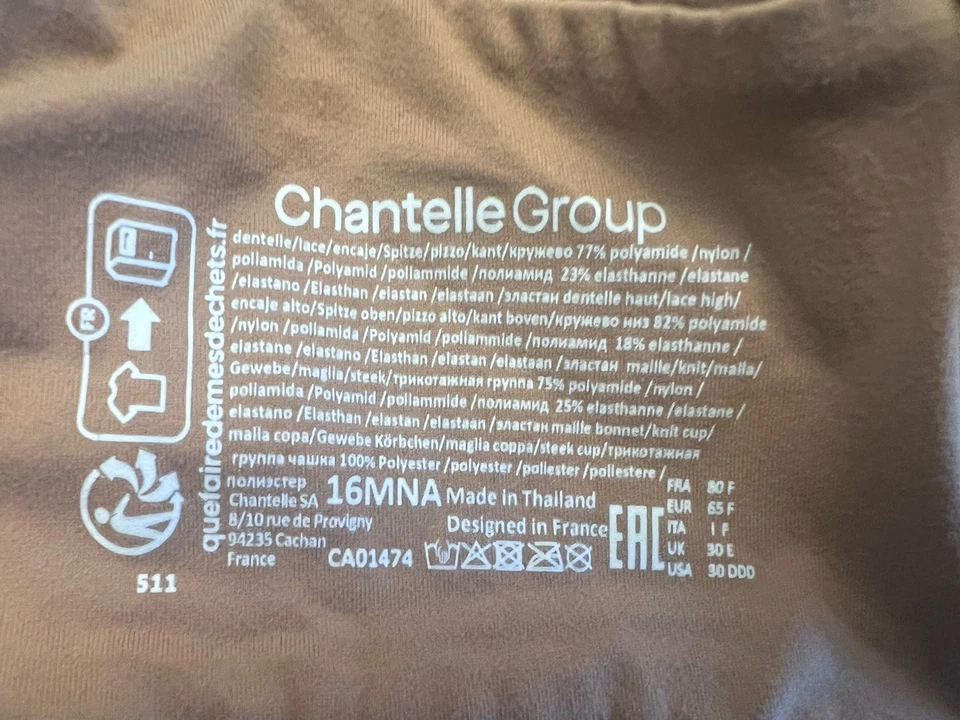 Chantelle Group
dentelle/lace/encaje/Spitze/pizzo/kant/кружево 77% polyamide /nylon /
poliamida /Polyamid /poliammide /полиамид 23% elasthanne /elastane
/elastano /Elasthan /elastan /elastaan /эластан dentelle haut/lace high/
encaje alto/Spitze oben/pizzo alto/kant boven/кружево низ 82% polyamide
/nylon /poliamida /Polyamid /poliammide /полиамид 18% elasthanne /
elastane /elastano /Elasthan /elastan /elastaan /эластан maille/knit/malla/
Gewebe/maglia/steek/трикотажная группа 75% polyamide /nylon /
poliamida /Polyamid /poliammide /полиамид 25% elasthanne /elastane /
elastano /Elasthan /elastan /elastaan /эластан maille bonnet/knit cup/
malla copa/Gewebe Körbchen/maglia coppa/steek cup/трикотажная
группа чашка 100% Polyester /polyester /poliester /poliestere /
полиэстер
Chantelle SA
8/10 rue de Provigny
94235 Cachan
France
16MNA Made in Thailand
Designed in France
CA01474
EAC
FRA 80 F
EUR 65 F
ITA I F
UK 30 E
USA 30 DDD
FR
quefairedemesdechets.fr
511